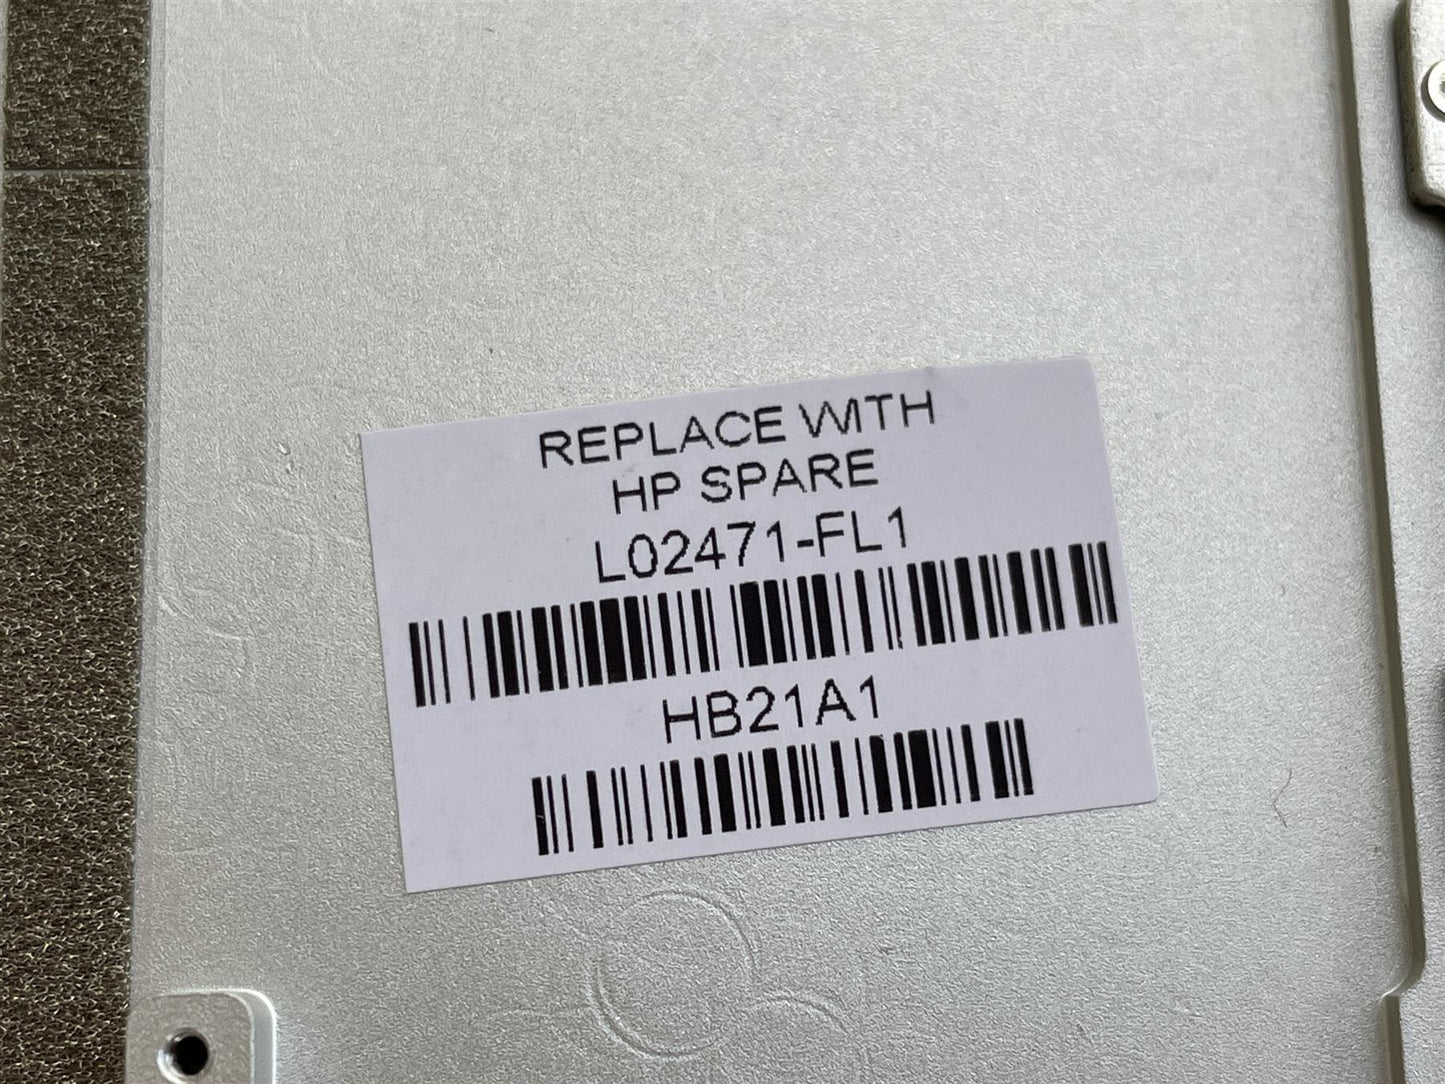 REPLACE WITH
HP SPARE
L02471-FL1
HB21A1